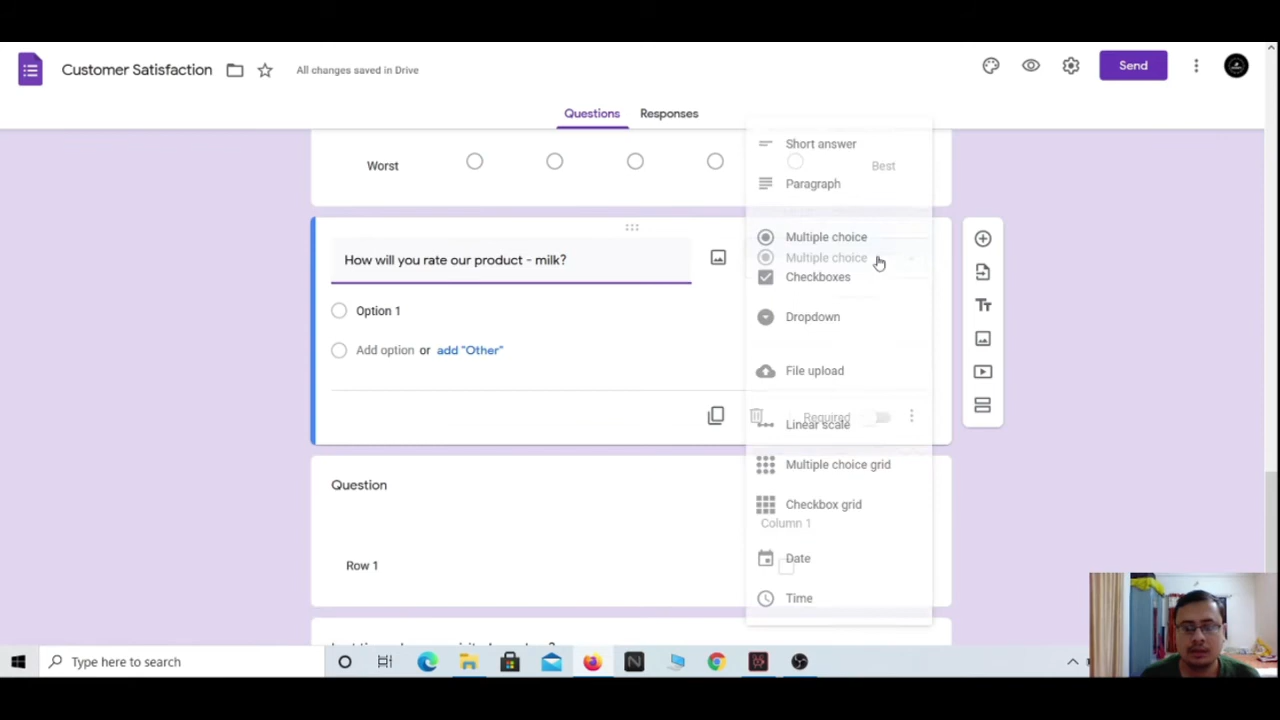 Customer Satisfaction
All changes saved in Drive
Send
Questions
Responses
Worst
Best
Short answer
Paragraph
How will you rate our product - milk?
Multiple choice
Multiple choice
Checkboxes
Option 1
Dropdown
Add option or add "Other"
File upload
Required
Linear scale
Multiple choice grid
Question
Checkbox grid
Column 1
Row 1
Date
Time
Type here to search